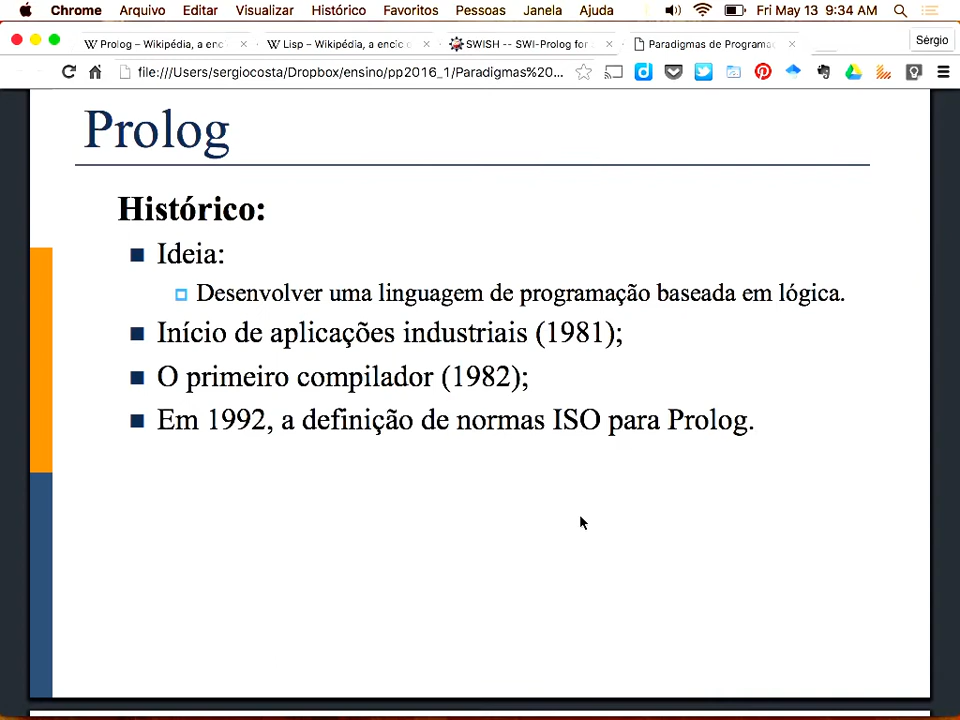 Chrome Arquivo Editar Visualizar Histórico Favoritos Pessoas Janela Ajuda Fri May 13 9:34 AM
Prolog – Wikipédia, a enc Lisp – Wikipédia, a encic SWISH -- SWI-Prolog for Paradigmas de Programa Sérgio
file:///Users/sergiocosta/Dropbox/ensino/pp2016_1/Paradigmas%20...
Prolog
Histórico:
Ideia:
Desenvolver uma linguagem de programação baseada em lógica.
Início de aplicações industriais (1981);
O primeiro compilador (1982);
Em 1992, a definição de normas ISO para Prolog.